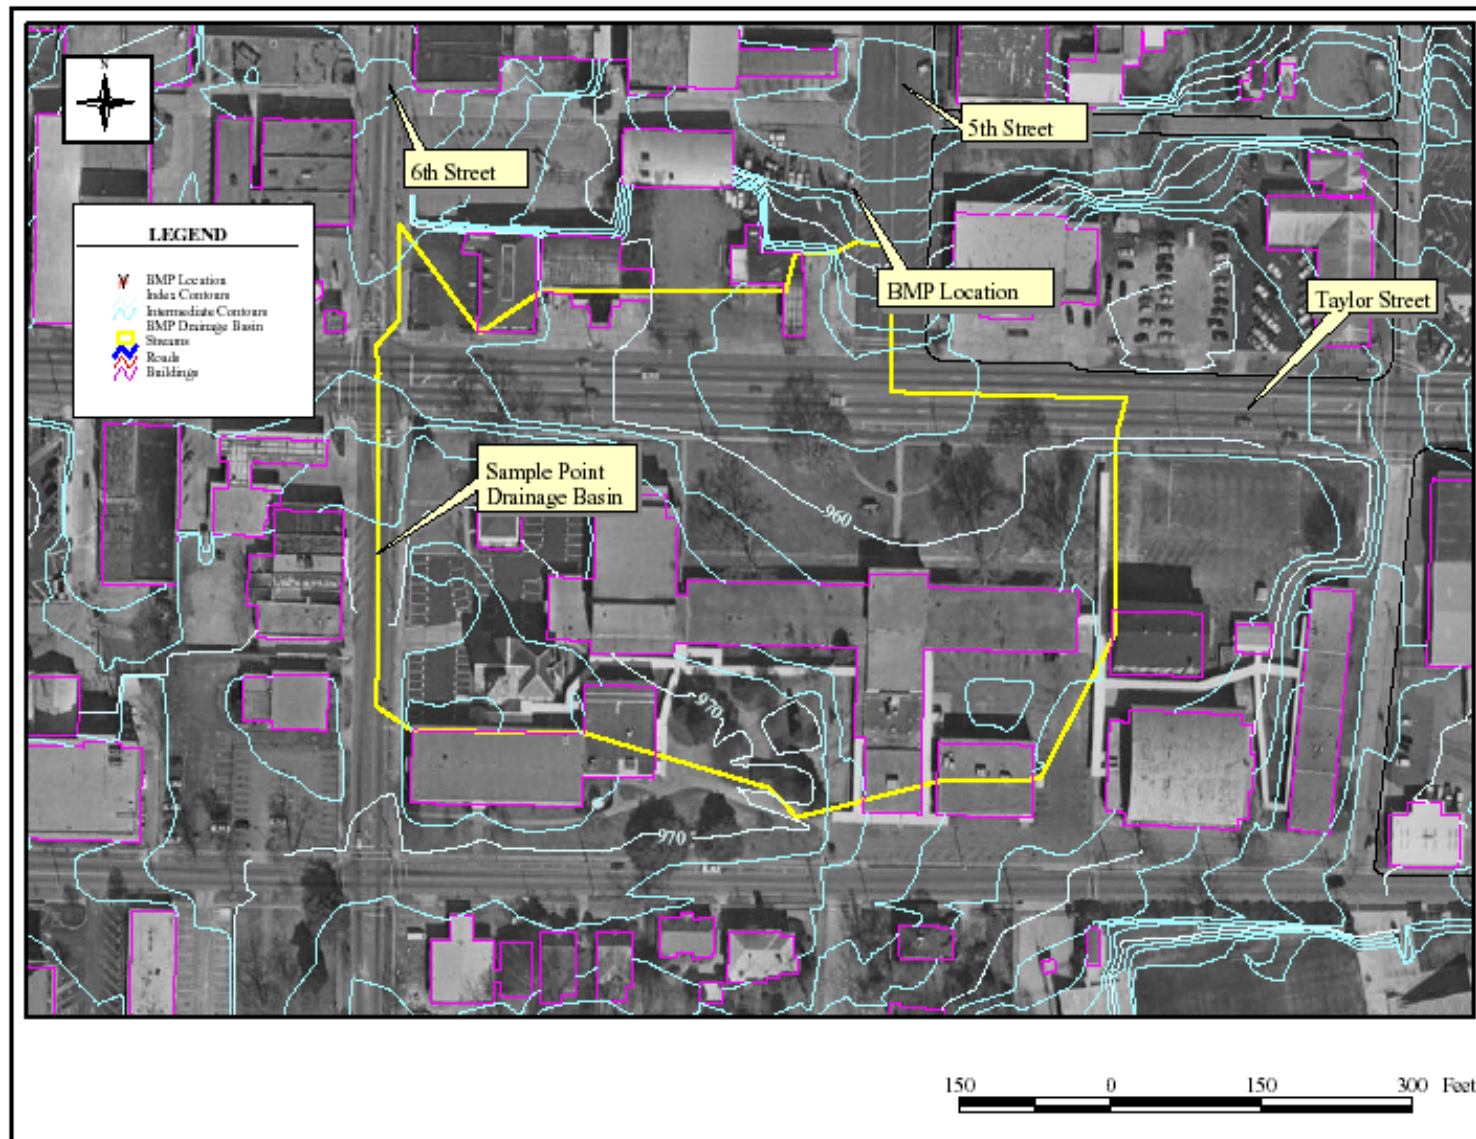 N
5th Street
6th Street
LEGEND
BMP Location
Index Contours
Intermediate Contours
BMP Drainage Basin
Streams
Roads
Buildings
BMP Location
Taylor Street
Sample Point
Drainage Basin
960
970
970
150 0 150 300 Feet